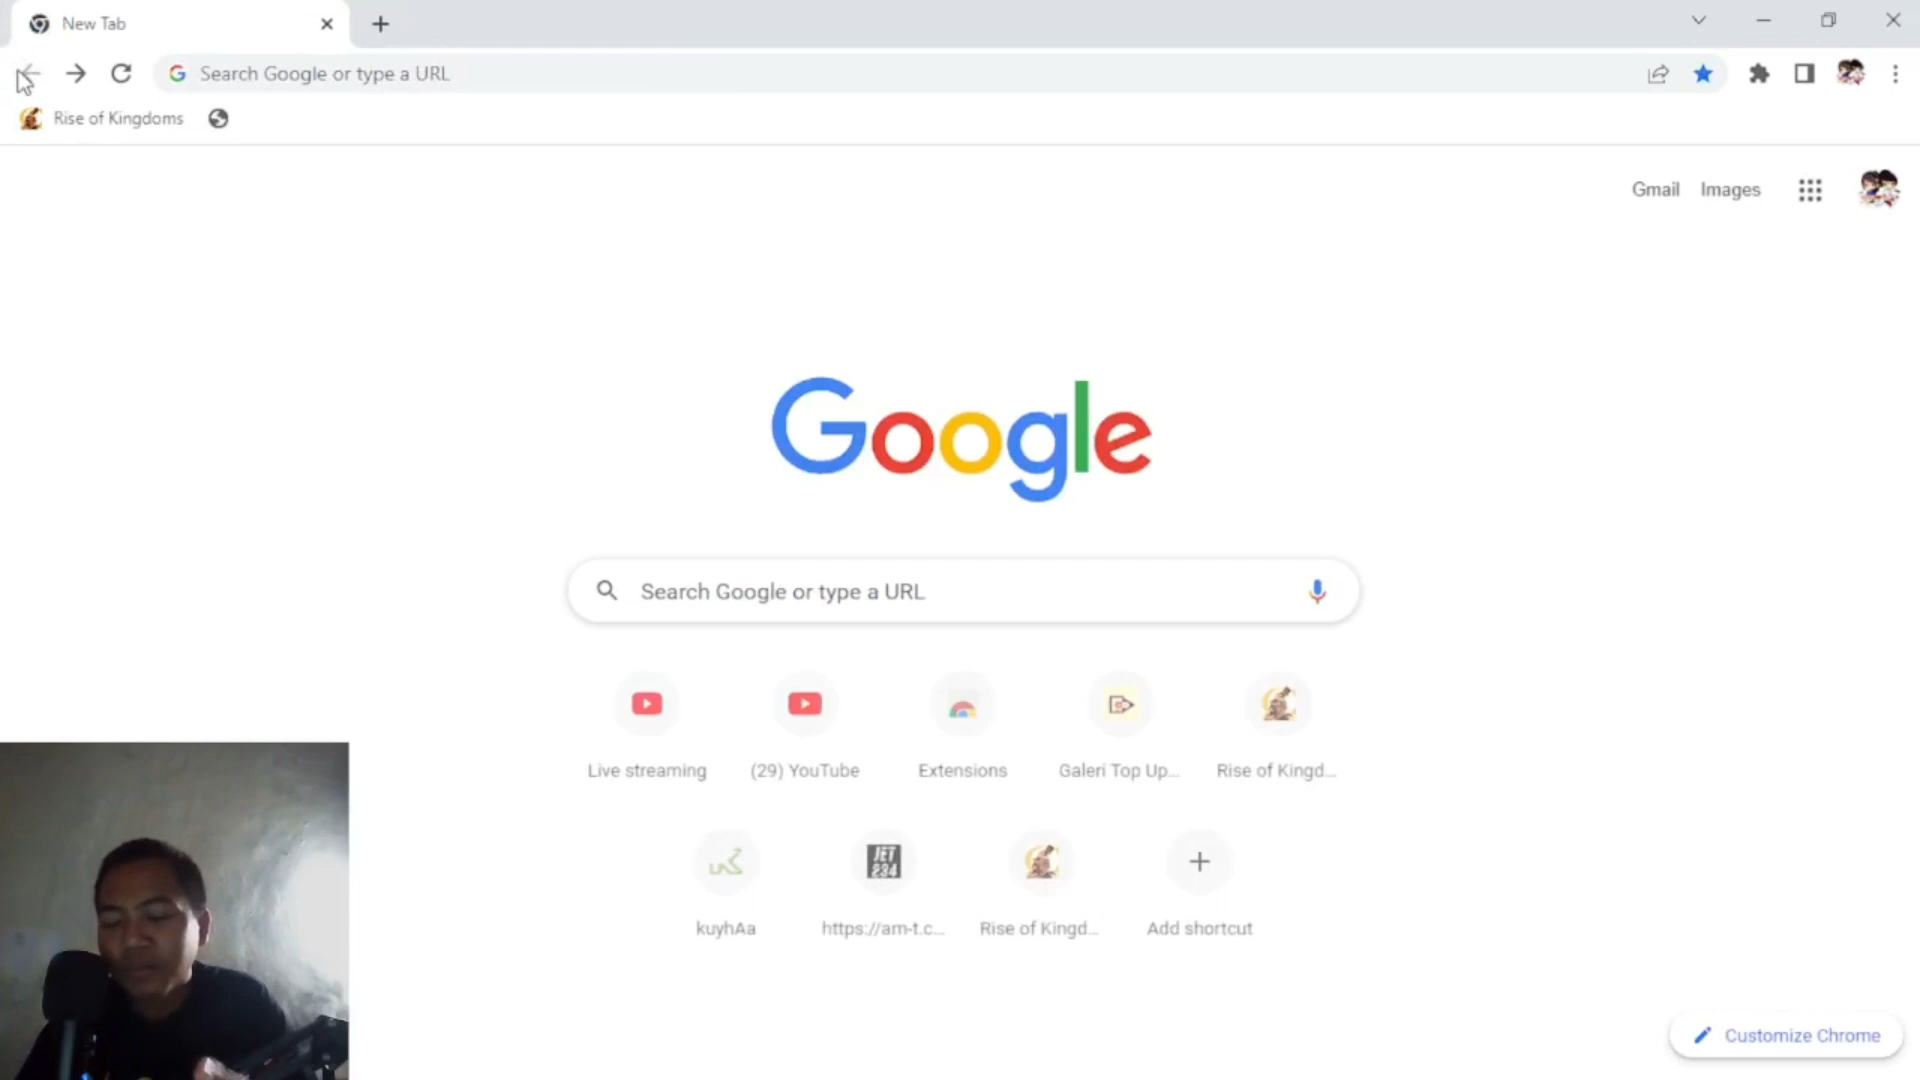 New Tab
Search Google or type a URL
Rise of Kingdoms
Gmail Images
Google
Search Google or type a URL
Live streaming (29) YouTube Extensions Galeri Top Up... Rise of Kingd...
JET
234
kuyhAa https://am-t.c... Rise of Kingd... Add shortcut
Customize Chrome